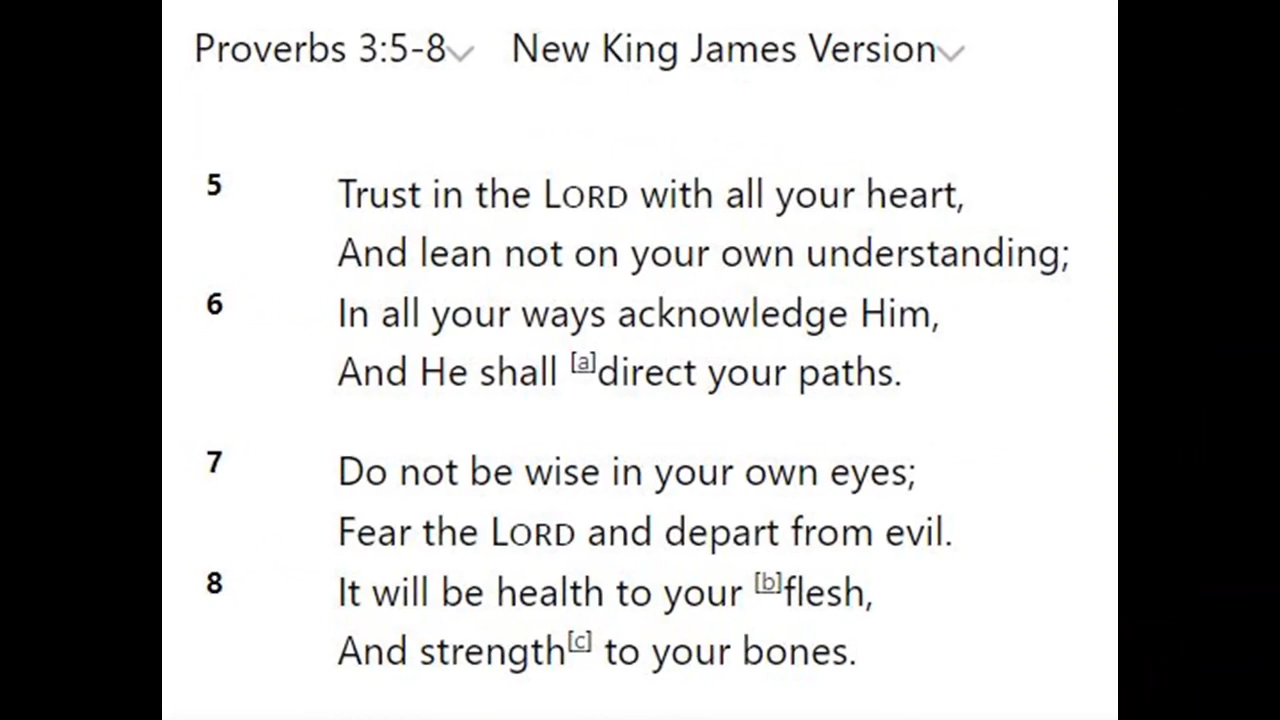 Proverbs 3:5-8 New King James Version
5 Trust in the LORD with all your heart,
And lean not on your own understanding;
6 In all your ways acknowledge Him,
And He shall [a]direct your paths.
7 Do not be wise in your own eyes;
Fear the LORD and depart from evil.
8 It will be health to your [b]flesh,
And strength[c] to your bones.